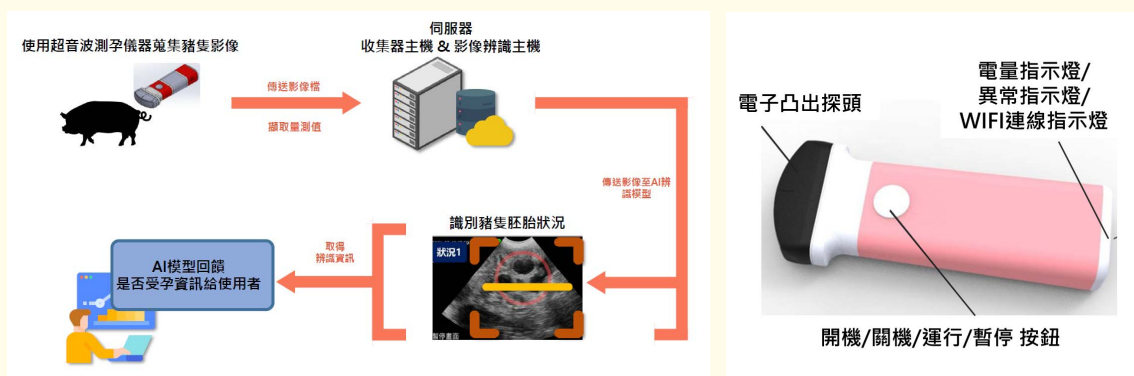 使用超音波測孕儀器蒐集豬隻影像
伺服器
收集器主機 & 影像辨識主機
傳送影像檔
擷取量測值
傳送影像至AI辨
識模型
識別豬隻胚胎狀況
狀況1
暫停畫面
取得
辨識資訊
AI模型回饋
是否受孕資訊給使用者
電子凸出探頭
電量指示燈/
異常指示燈/
WIFI連線指示燈
開機/關機/運行/暫停 按鈕